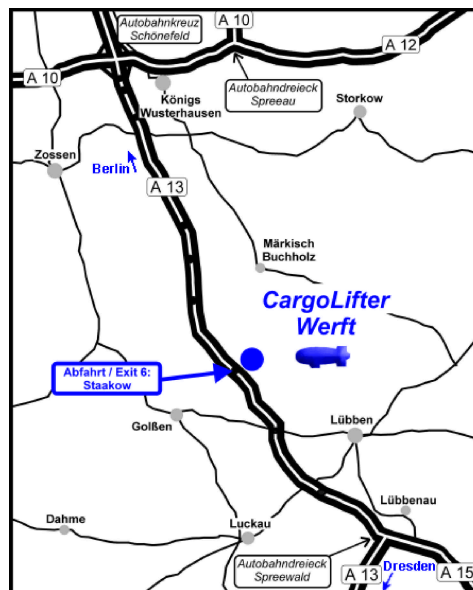 Autobahnkreuz
Schönefeld
A 10
A 12
A 10
Autobahndreieck
Spreeau
Königs
Wusterhausen
Storkow
Zossen
Berlin
A 13
Märkisch
Buchholz
CargoLifter
Werft
Abfahrt / Exit 6:
Staakow
Golßen
Lübben
Lübbenau
Dahme
Luckau
Autobahndreieck
Spreewald
Dresden
A 13
A 15